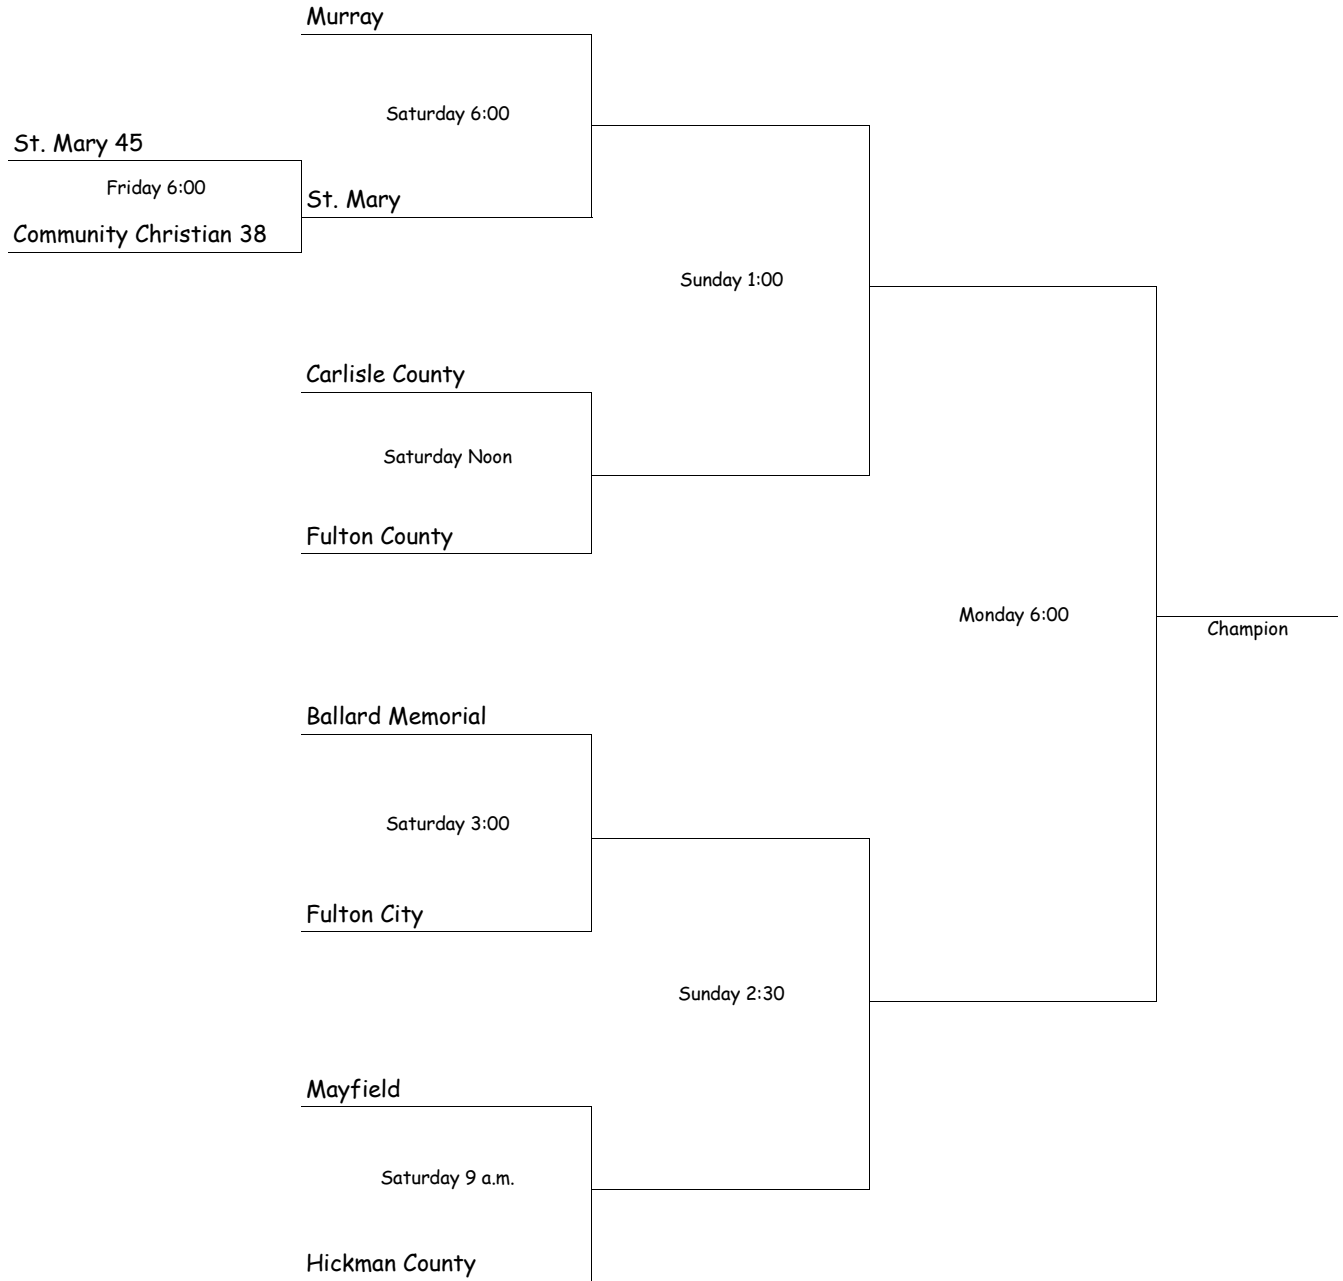 Murray
Saturday 6:00
St. Mary 45
Friday 6:00
St. Mary
Community Christian 38
Sunday 1:00
Carlisle County
Saturday Noon
Fulton County
Monday 6:00
Champion
Ballard Memorial
Saturday 3:00
Fulton City
Sunday 2:30
Mayfield
Saturday 9 a.m.
Hickman County